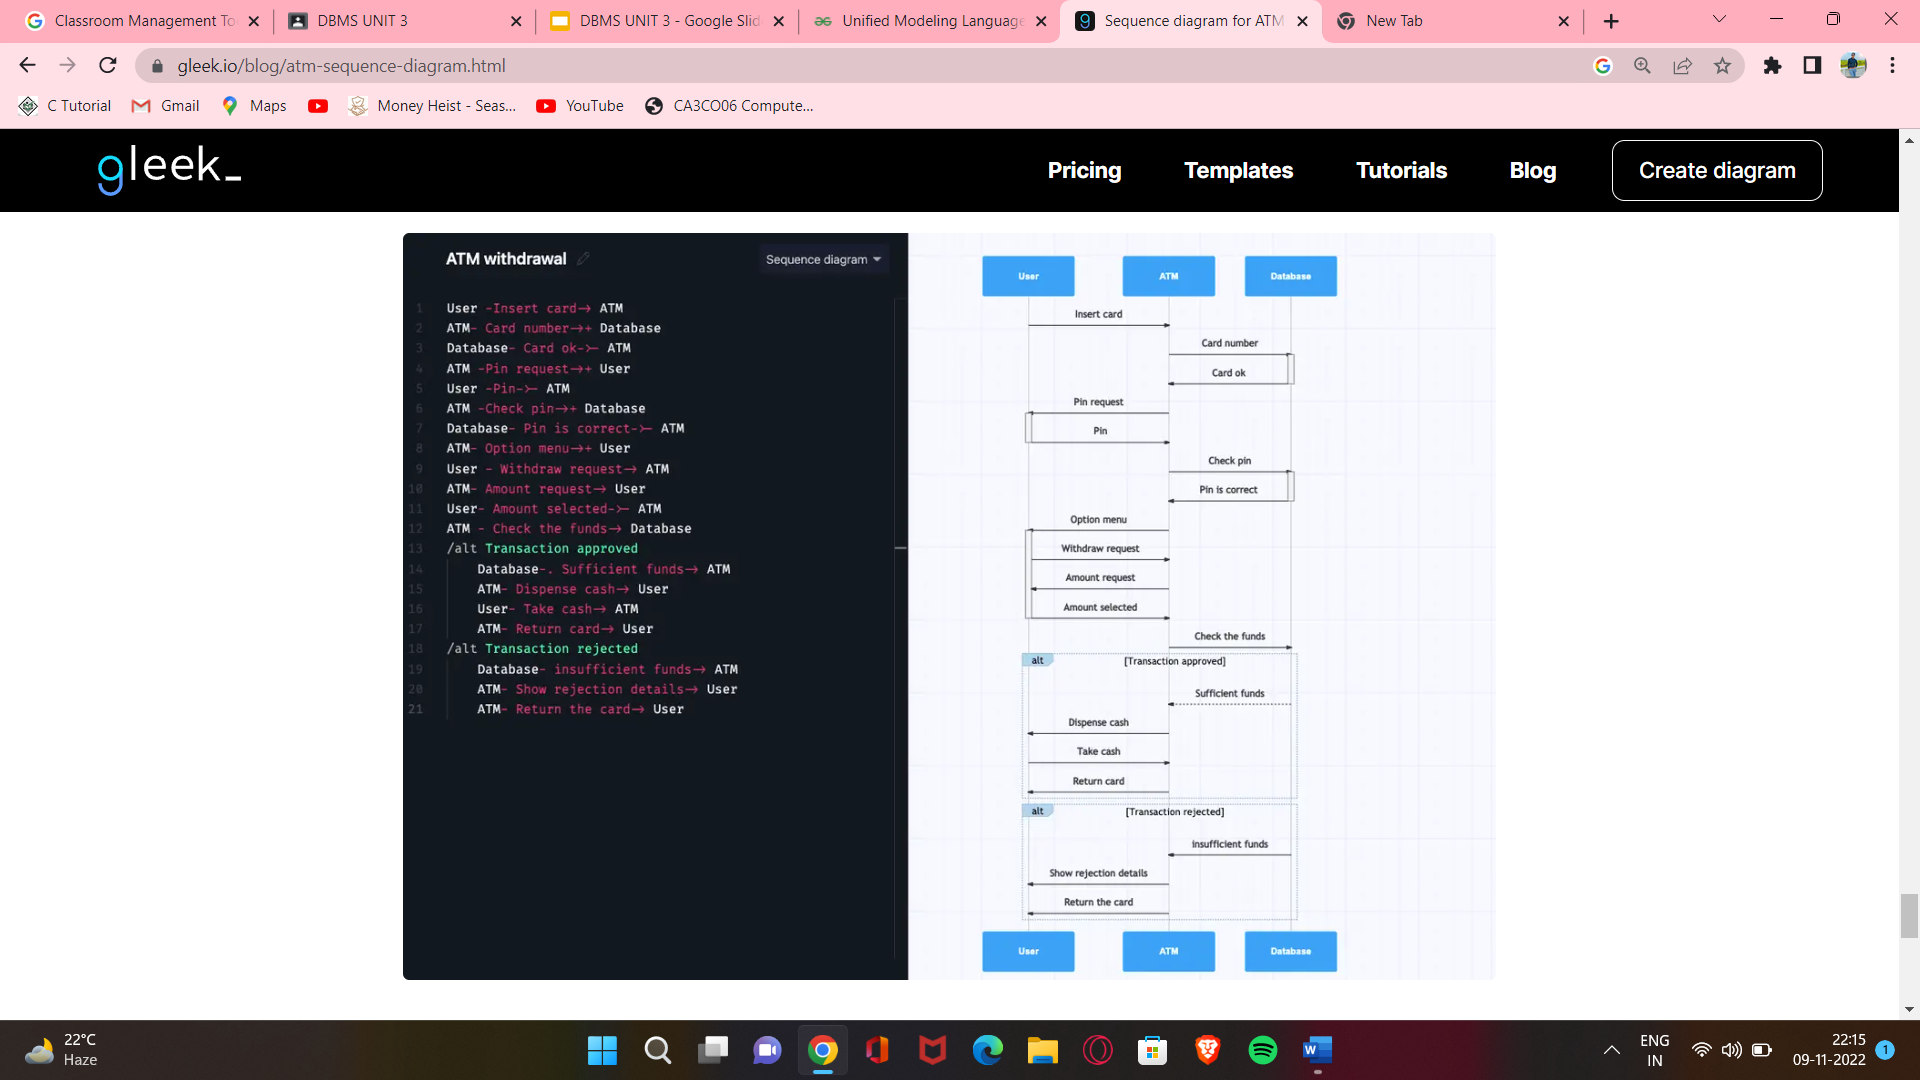 Classroom Management To
DBMS UNIT 3
DBMS UNIT 3 - Google Slid
Unified Modeling Language
Sequence diagram for ATM
New Tab
gleek.io/blog/atm-sequence-diagram.html
C Tutorial
Gmail
Maps
Money Heist - Seas...
YouTube
CA3CO06 Compute...
gleek_
Pricing
Templates
Tutorials
Blog
Create diagram
ATM withdrawal
Sequence diagram
1 User -Insert card→ ATM
2 ATM- Card number→+ Database
3 Database- Card ok->- ATM
4 ATM -Pin request→+ User
5 User -Pin->- ATM
6 ATM -Check pin→+ Database
7 Database- Pin is correct->- ATM
8 ATM- Option menu→+ User
9 User - Withdraw request→ ATM
10 ATM- Amount request→ User
11 User- Amount selected->- ATM
12 ATM - Check the funds→ Database
13 /alt Transaction approved
14 Database-. Sufficient funds→ ATM
15 ATM- Dispense cash→ User
16 User- Take cash→ ATM
17 ATM- Return card→ User
18 /alt Transaction rejected
19 Database- insufficient funds→ ATM
20 ATM- Show rejection details→ User
21 ATM- Return the card→ User
User
ATM
Database
Insert card
Card number
Card ok
Pin request
Pin
Check pin
Pin is correct
Option menu
Withdraw request
Amount request
Amount selected
Check the funds
alt
[Transaction approved]
Sufficient funds
Dispense cash
Take cash
Return card
alt
[Transaction rejected]
insufficient funds
Show rejection details
Return the card
User
ATM
Database
22°C
Haze
ENG
IN
22:15
09-11-2022
1